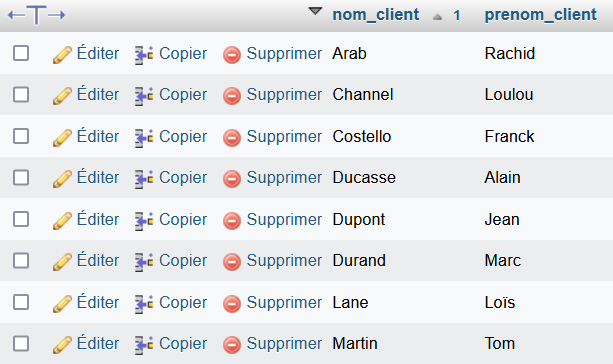 nom_client 1 prenom_client
Éditer Copier Supprimer Arab Rachid
Éditer Copier Supprimer Channel Loulou
Éditer Copier Supprimer Costello Franck
Éditer Copier Supprimer Ducasse Alain
Éditer Copier Supprimer Dupont Jean
Éditer Copier Supprimer Durand Marc
Éditer Copier Supprimer Lane Loïs
Éditer Copier Supprimer Martin Tom